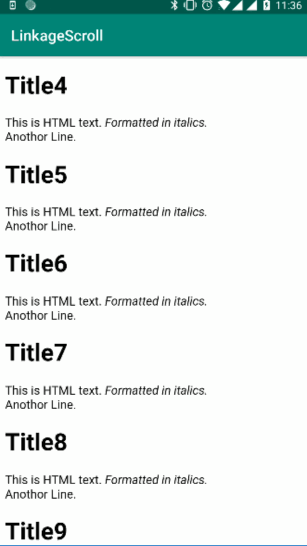 11:36
LinkageScroll
Title4
This is HTML text. Formatted in italics.
Anothor Line.
Title5
This is HTML text. Formatted in italics.
Anothor Line.
Title6
This is HTML text. Formatted in italics.
Anothor Line.
Title7
This is HTML text. Formatted in italics.
Anothor Line.
Title8
This is HTML text. Formatted in italics.
Anothor Line.
Title9